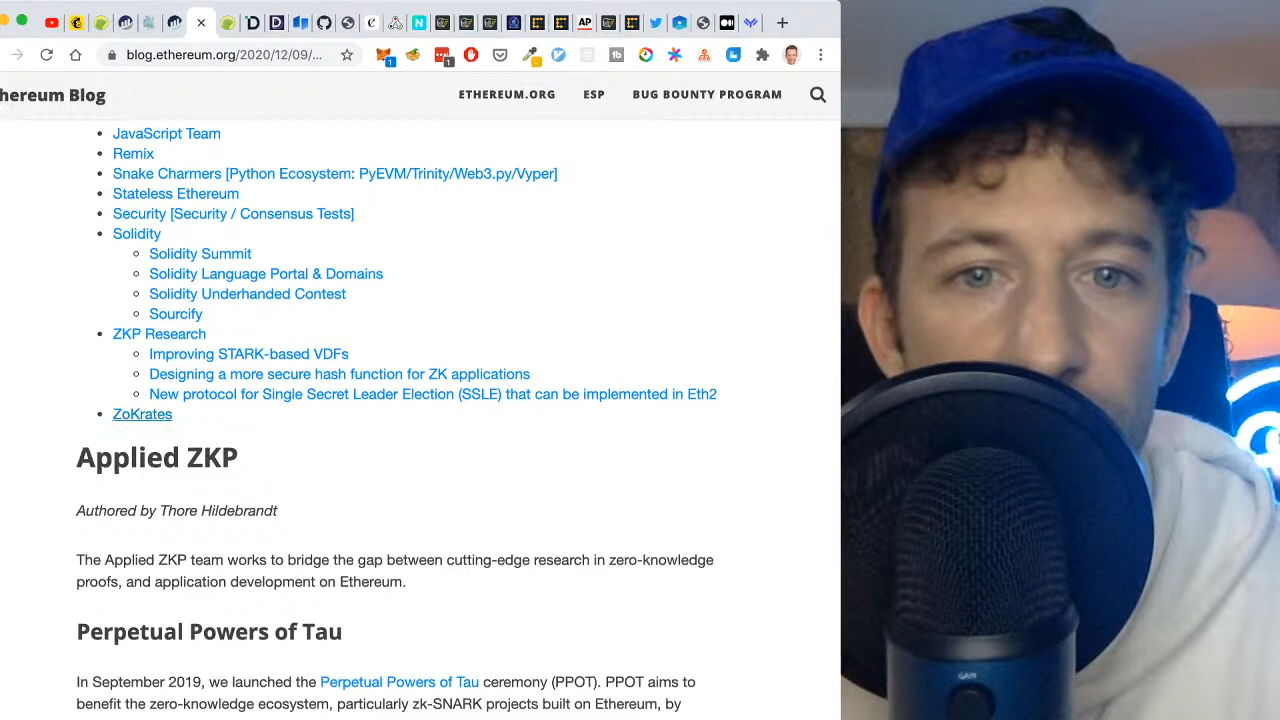 blog.ethereum.org/2020/12/09/...
hereum Blog
ETHEREUM.ORG
ESP
BUG BOUNTY PROGRAM
JavaScript Team
Remix
Snake Charmers [Python Ecosystem: PyEVM/Trinity/Web3.py/Vyper]
Stateless Ethereum
Security [Security / Consensus Tests]
Solidity
Solidity Summit
Solidity Language Portal & Domains
Solidity Underhanded Contest
Sourcify
ZKP Research
Improving STARK-based VDFs
Designing a more secure hash function for ZK applications
New protocol for Single Secret Leader Election (SSLE) that can be implemented in Eth2
ZoKrates
Applied ZKP
Authored by Thore Hildebrandt
The Applied ZKP team works to bridge the gap between cutting-edge research in zero-knowledge
proofs, and application development on Ethereum.
Perpetual Powers of Tau
In September 2019, we launched the Perpetual Powers of Tau ceremony (PPOT). PPOT aims to
benefit the zero-knowledge ecosystem, particularly zk-SNARK projects built on Ethereum, by
GAIN